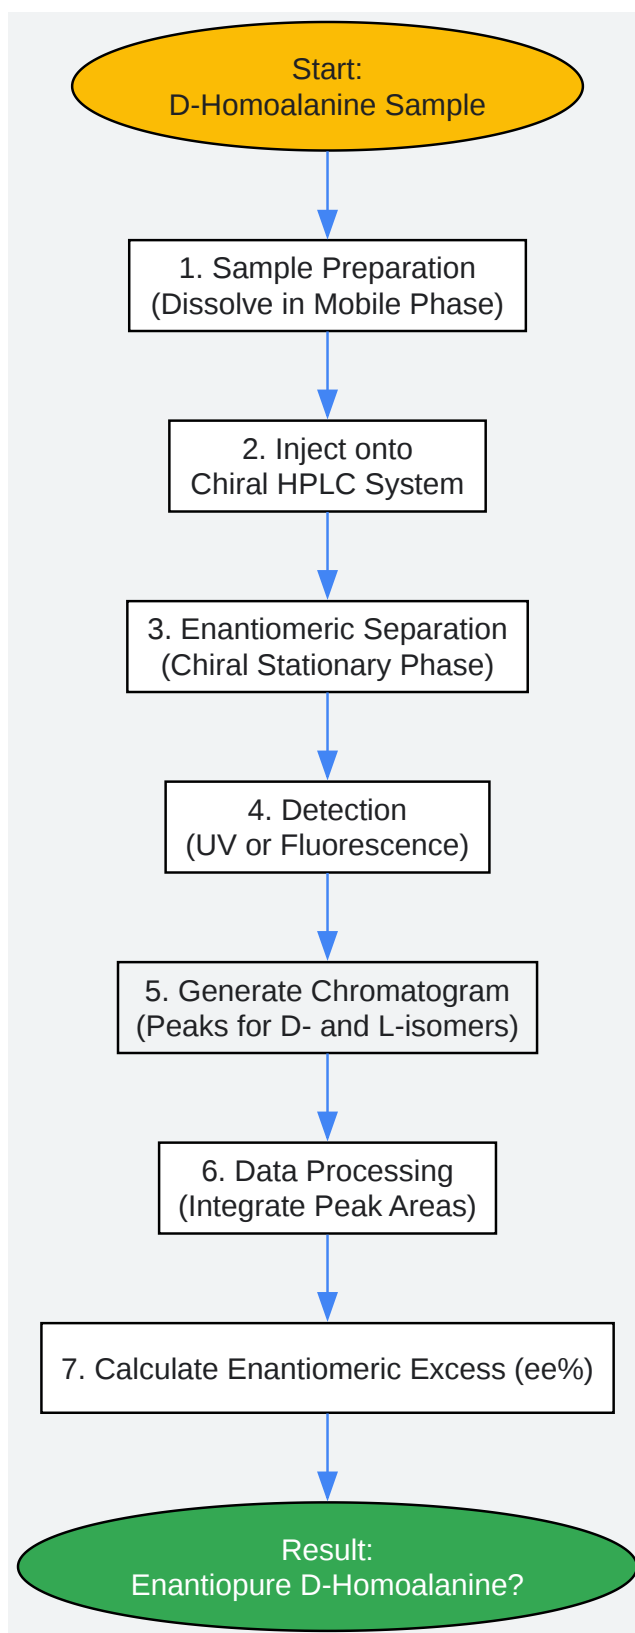 Start:
D-Homoalanine Sample
1. Sample Preparation
(Dissolve in Mobile Phase)
2. Inject onto
Chiral HPLC System
3. Enantiomeric Separation
(Chiral Stationary Phase)
4. Detection
(UV or Fluorescence)
5. Generate Chromatogram
(Peaks for D- and L-isomers)
6. Data Processing
(Integrate Peak Areas)
7. Calculate Enantiomeric Excess (ee%)
Result:
Enantiopure D-Homoalanine?